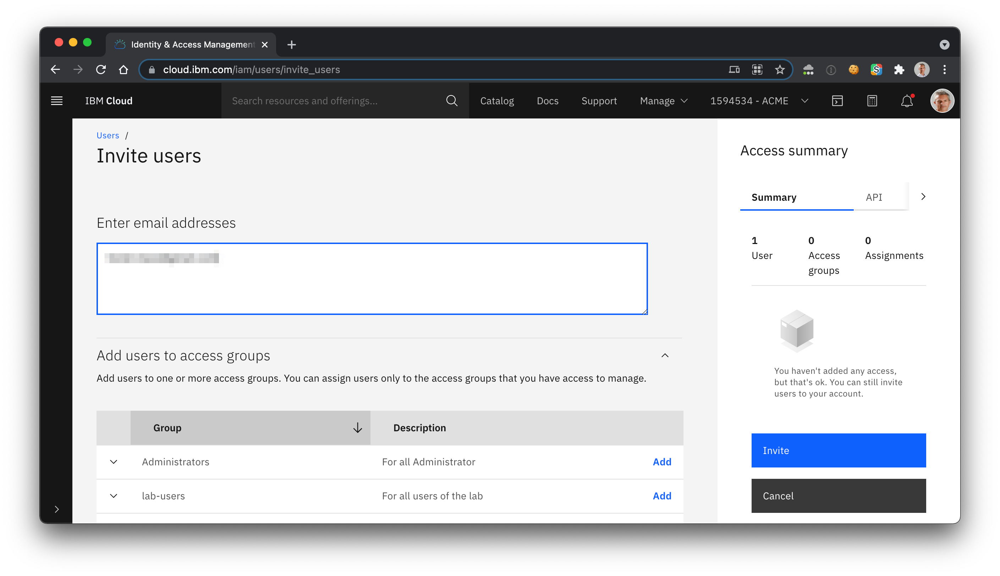 Identity & Access Management
cloud.ibm.com/iam/users/invite_users
IBM Cloud
Search resources and offerings...
Catalog
Docs
Support
Manage
1594534 - ACME
Users /
Invite users
Enter email addresses
Add users to access groups
Add users to one or more access groups. You can assign users only to the access groups that you have access to manage.
Group
Description
Administrators
For all Administrator
Add
lab-users
For all users of the lab
Add
Access summary
Summary
API
1
User
0
Access
groups
0
Assignments
You haven't added any access,
but that's ok. You can still invite
users to your account.
Invite
Cancel